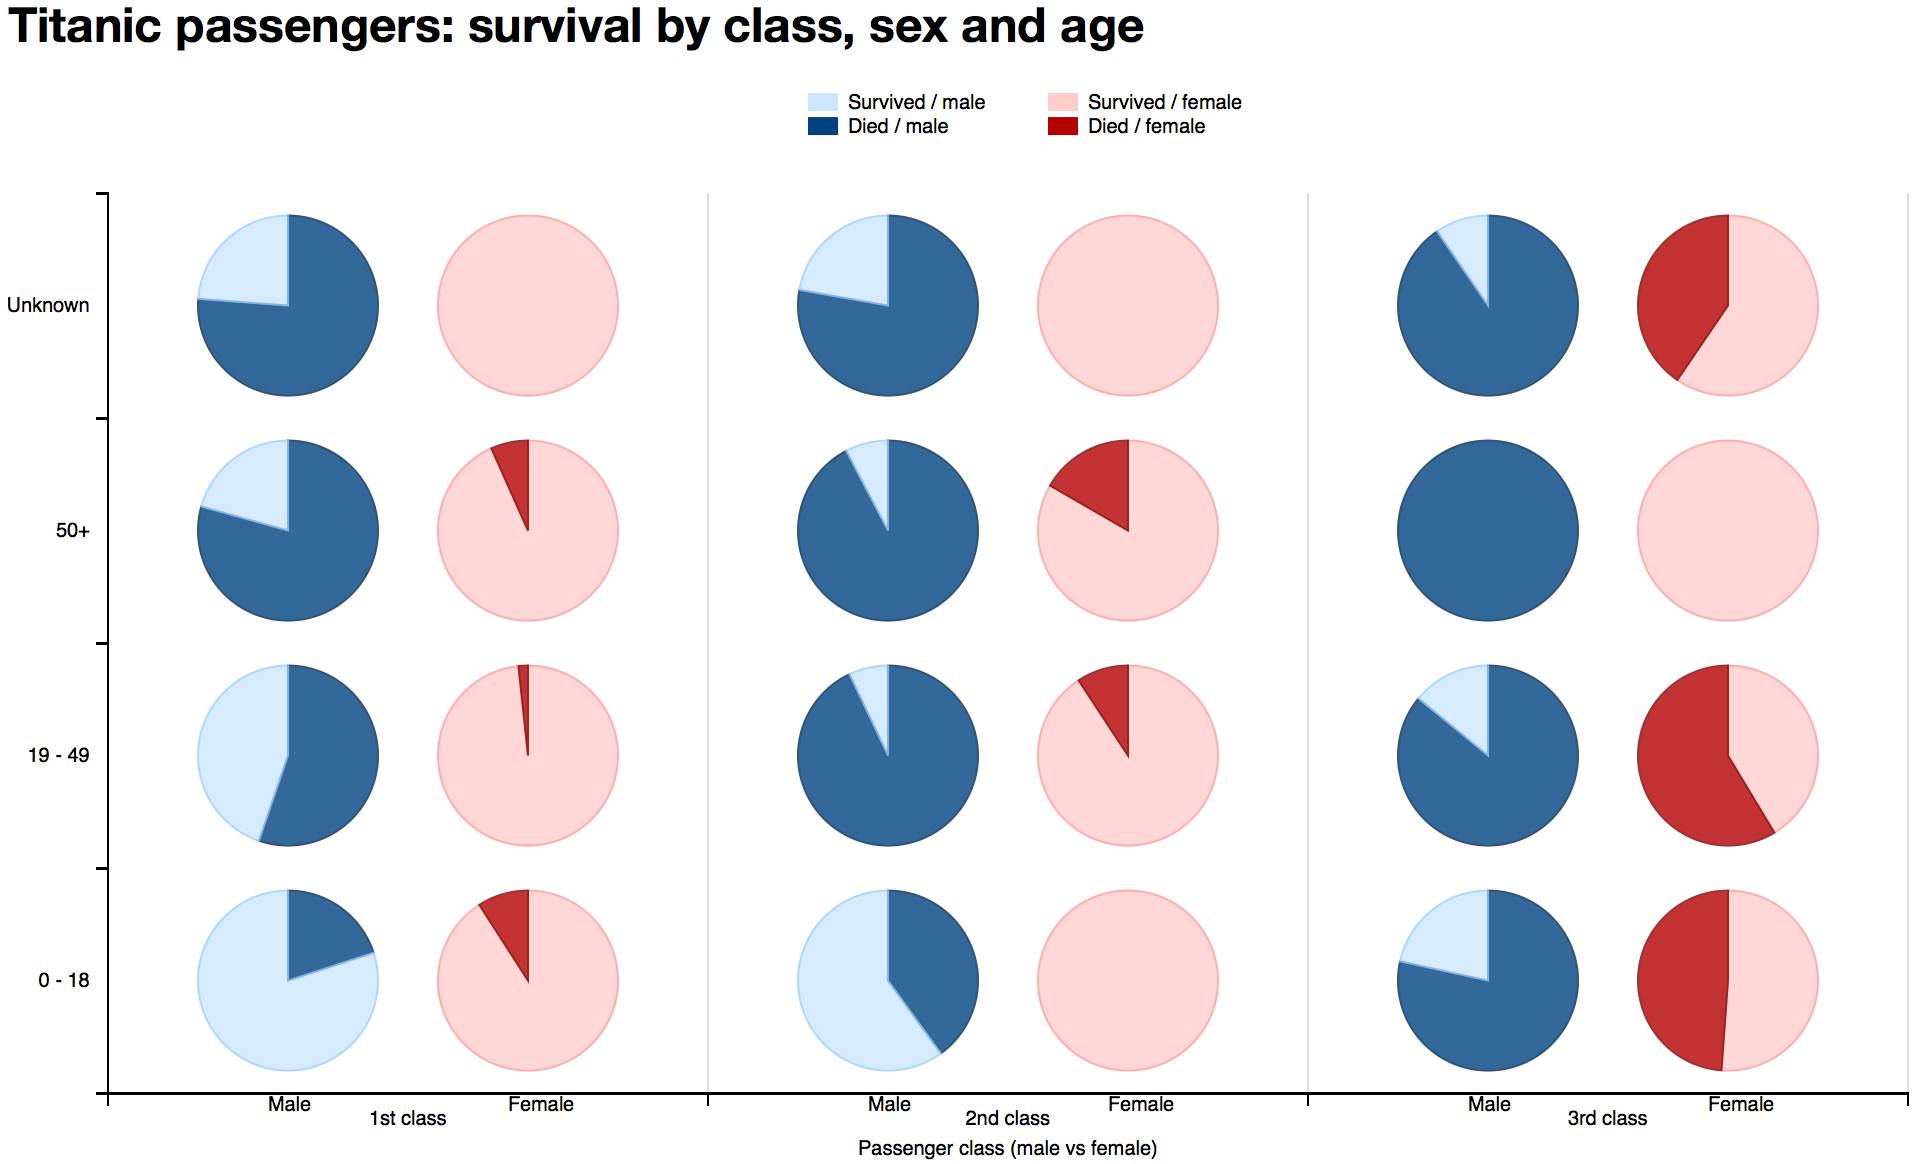 Titanic passengers: survival by class, sex and age
Survived / male
Survived / female
Died / male
Died / female
Unknown
50+
19 - 49
0 - 18
Male
Female
Male
Female
Male
Female
1st class
2nd class
3rd class
Passenger class (male vs female)